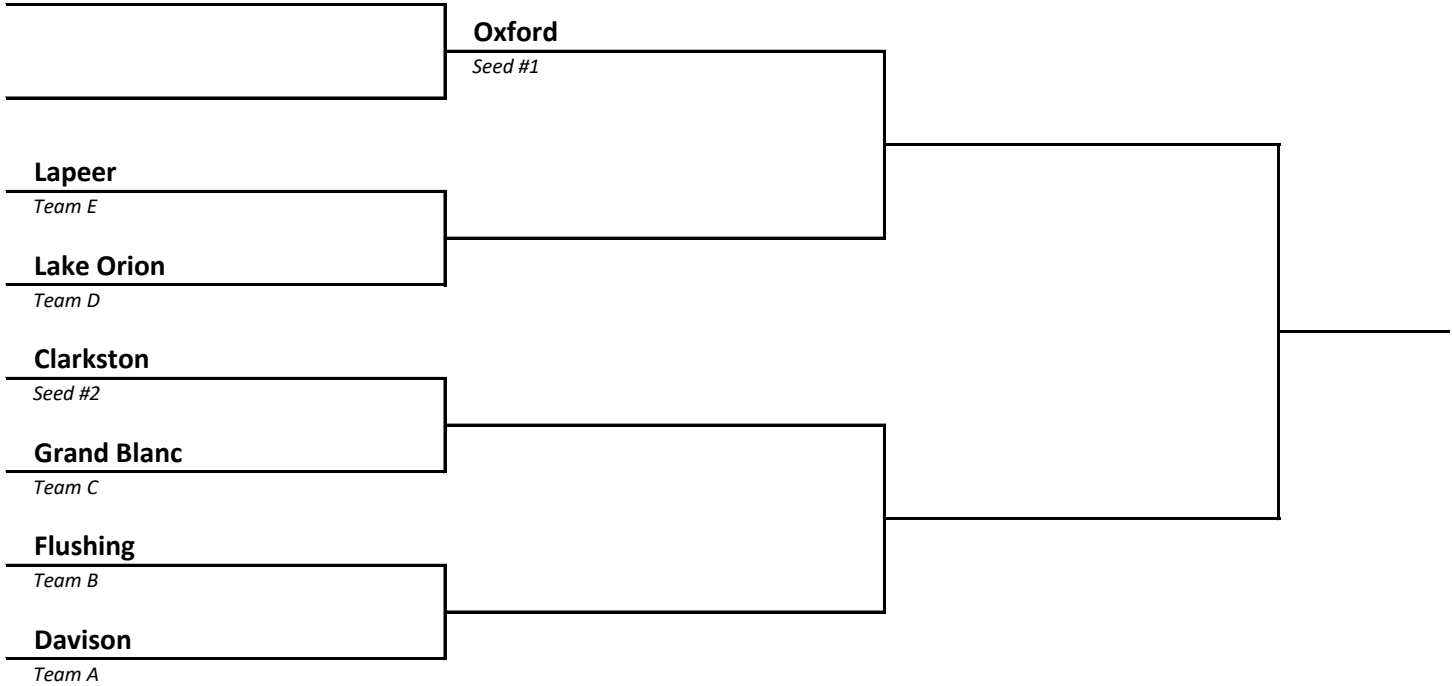 Oxford
Seed #1
Lapeer
Team E
Lake Orion
Team D
Clarkston
Seed #2
Grand Blanc
Team C
Flushing
Team B
Davison
Team A